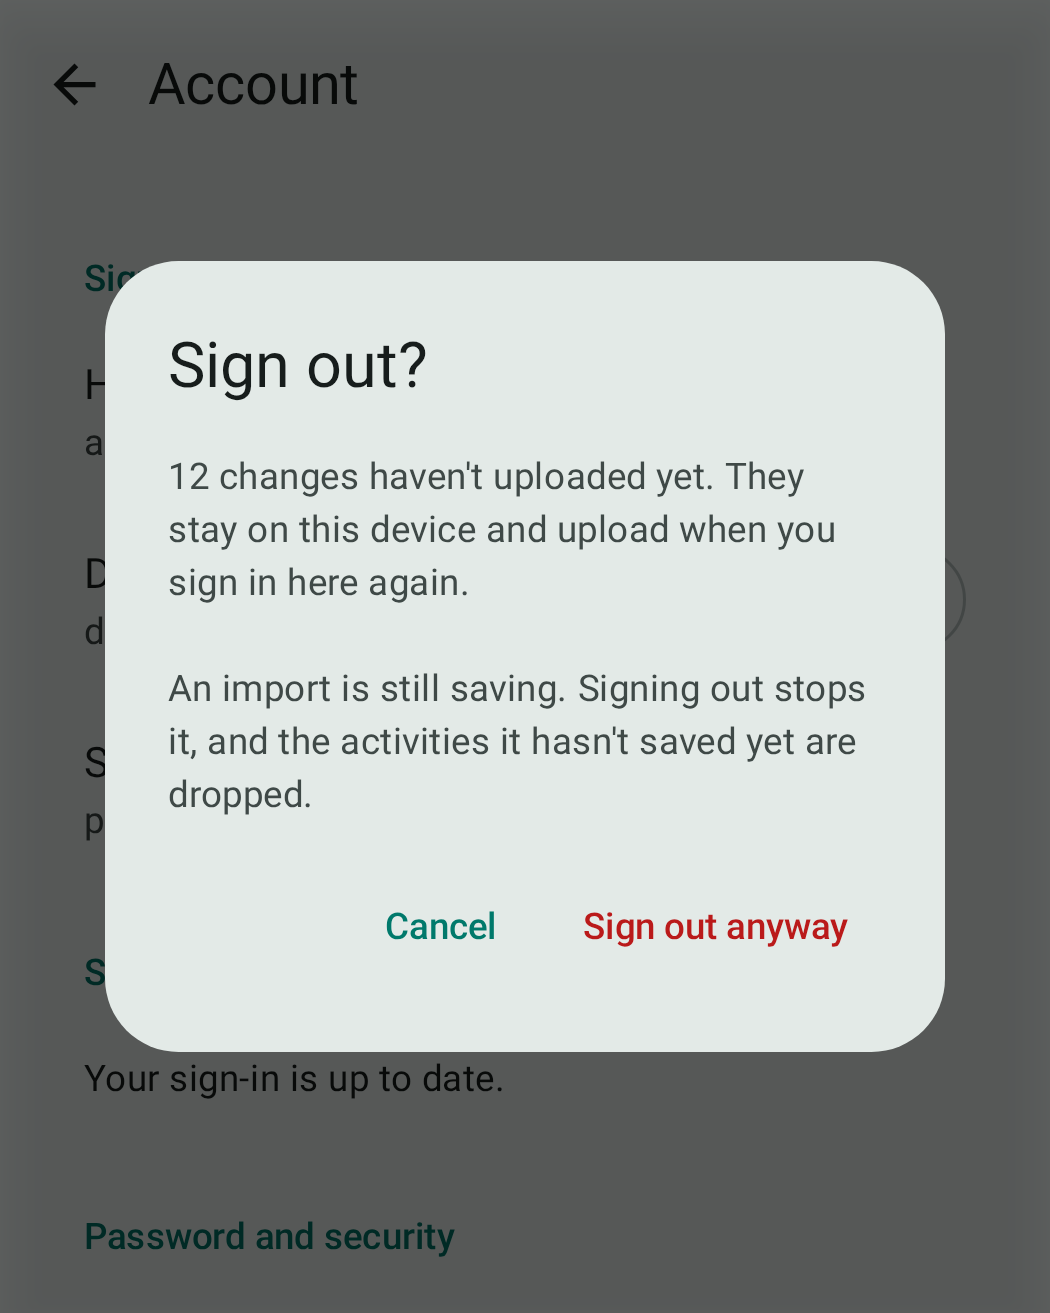 Account
Sign out?
12 changes haven't uploaded yet. They
stay on this device and upload when you
sign in here again.
An import is still saving. Signing out stops
it, and the activities it hasn't saved yet are
dropped.
Cancel Sign out anyway
Your sign-in is up to date.
Password and security